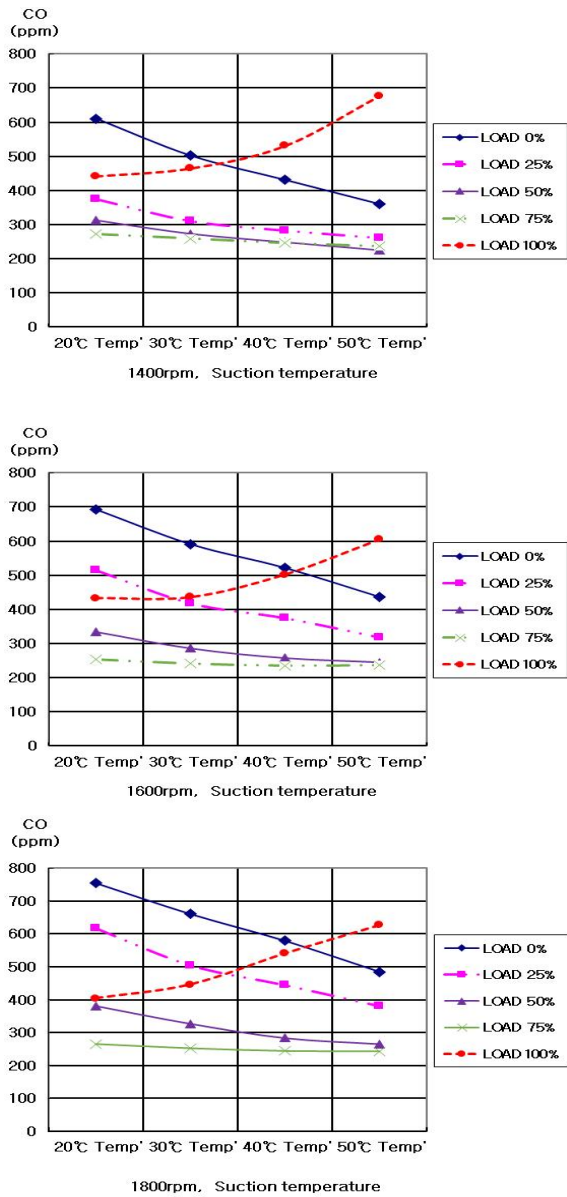 CO
(ppm)
800
700
600
500
400
300
200
100
0
20℃ Temp' 30℃ Temp' 40℃ Temp' 50℃ Temp'
1400rpm, Suction temperature
LOAD 0%
LOAD 25%
LOAD 50%
LOAD 75%
LOAD 100%
CO
(ppm)
800
700
600
500
400
300
200
100
0
20℃ Temp' 30℃ Temp' 40℃ Temp' 50℃ Temp'
1600rpm, Suction temperature
LOAD 0%
LOAD 25%
LOAD 50%
LOAD 75%
LOAD 100%
CO
(ppm)
800
700
600
500
400
300
200
100
0
20℃ Temp' 30℃ Temp' 40℃ Temp' 50℃ Temp'
1800rpm, Suction temperature
LOAD 0%
LOAD 25%
LOAD 50%
LOAD 75%
LOAD 100%